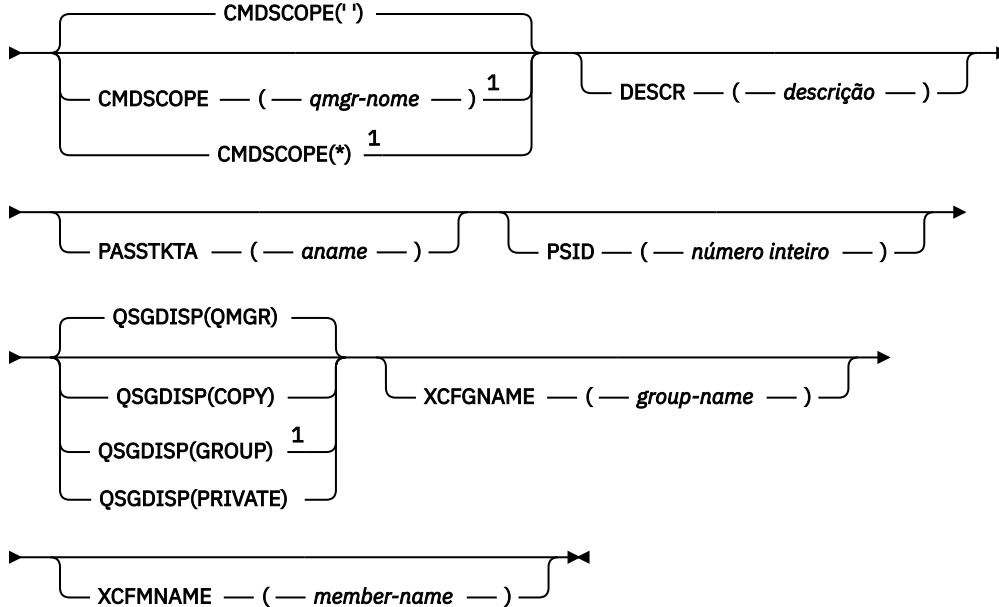 CMDSCOPE(' ')
CMDSCOPE ( qmgr-nome ) 1
DESCR ( descrição )
CMDSCOPE(*) 1
PASSTKTA ( aname )
PSID ( número inteiro )
QSGDISP(QMGR)
QSGDISP(COPY)
XCFGNAME ( group-name )
QSGDISP(GROUP) 1
QSGDISP(PRIVATE)
XCFMNAME ( member-name )